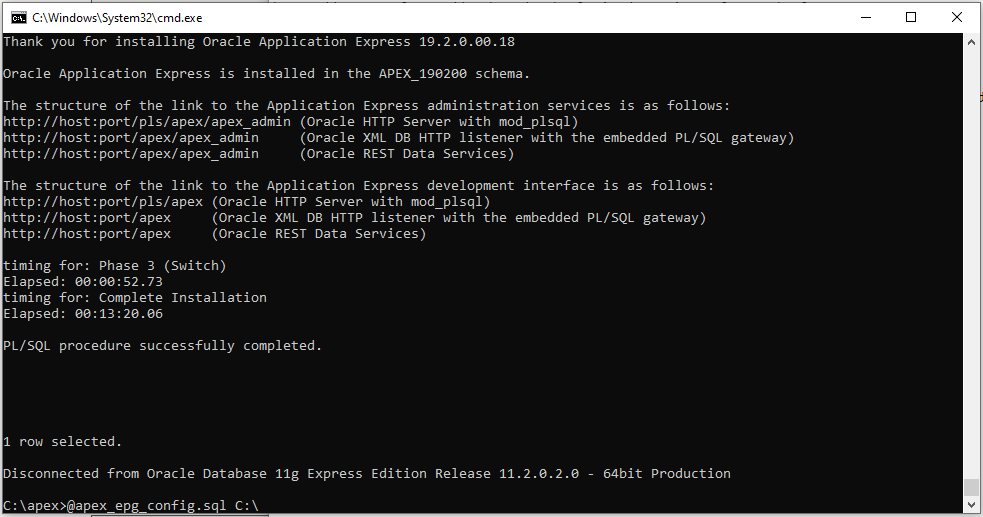 C:\Windows\System32\cmd.exe
Thank you for installing Oracle Application Express 19.2.0.00.18
Oracle Application Express is installed in the APEX_190200 schema.
The structure of the link to the Application Express administration services is as follows:
http://host:port/pls/apex/apex_admin (Oracle HTTP Server with mod_plsql)
http://host:port/apex/apex_admin     (Oracle XML DB HTTP listener with the embedded PL/SQL gateway)
http://host:port/apex/apex_admin     (Oracle REST Data Services)
The structure of the link to the Application Express development interface is as follows:
http://host:port/pls/apex (Oracle HTTP Server with mod_plsql)
http://host:port/apex     (Oracle XML DB HTTP listener with the embedded PL/SQL gateway)
http://host:port/apex     (Oracle REST Data Services)
timing for: Phase 3 (Switch)
Elapsed: 00:00:52.73
timing for: Complete Installation
Elapsed: 00:13:20.06
PL/SQL procedure successfully completed.
1 row selected.
Disconnected from Oracle Database 11g Express Edition Release 11.2.0.2.0 - 64bit Production
C:\apex>@apex_epg_config.sql C:\